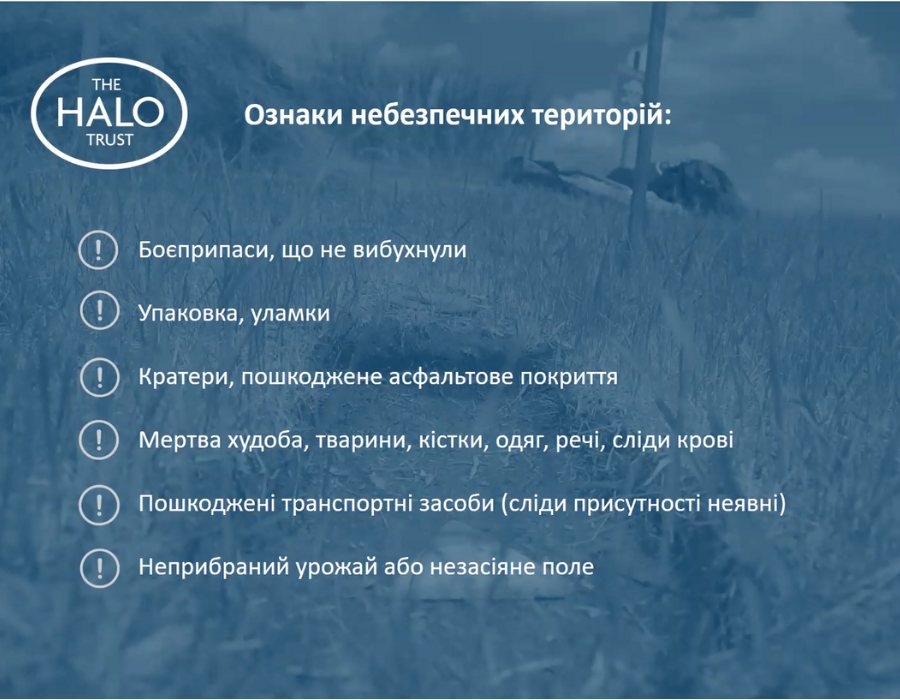 THE
HALO
TRUST
Ознаки небезпечних територій:
Боєприпаси, що не вибухнули
Упаковка, уламки
Кратери, пошкоджене асфальтове покриття
Мертва худоба, тварини, кістки, одяг, речі, сліди крові
Пошкоджені транспортні засоби (сліди присутності неявні)
Неприбраний урожай або незасіяне поле